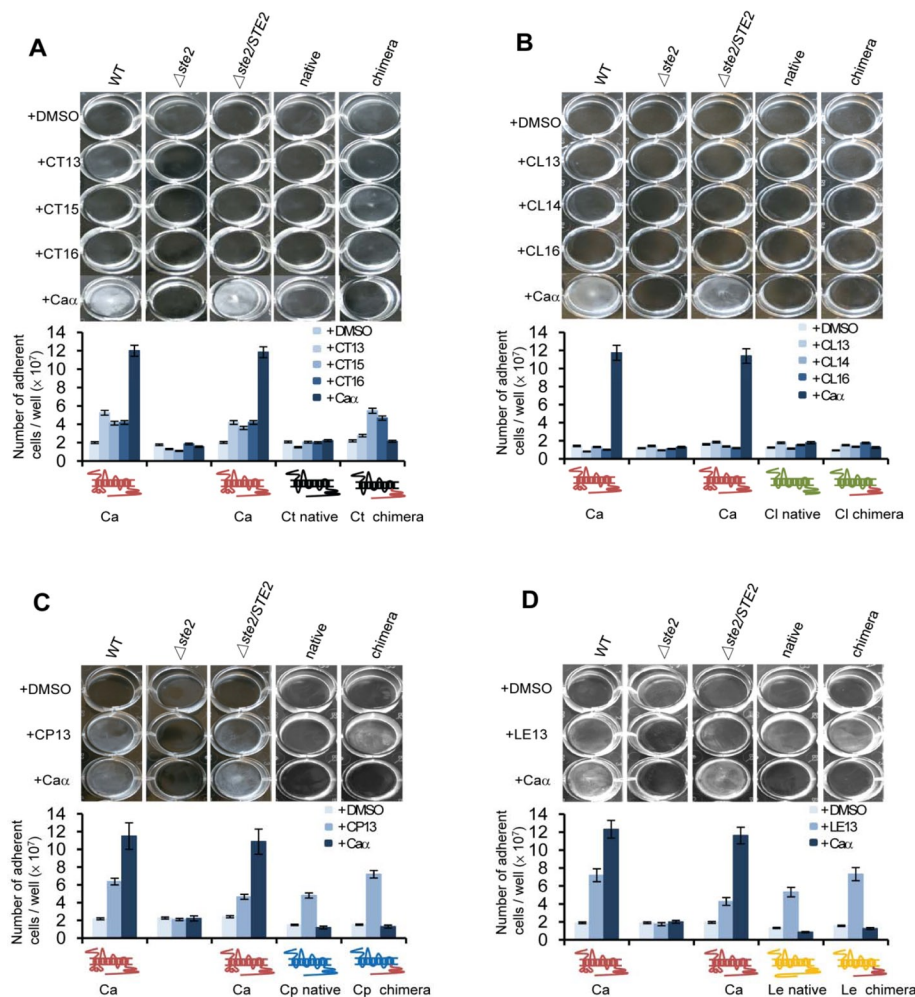 A
WT
△ste2
△ste2/STE2
native
chimera
+DMSO
+CT13
+CT15
+CT16
+Caα
Number of adherent
cells / well (× 10⁷)
14
12
10
8
6
4
2
0
+DMSO
+CT13
+CT15
+CT16
+Caα
Ca
Ca
Ct native
Ct chimera
B
WT
△ste2
△ste2/STE2
native
chimera
+DMSO
+CL13
+CL14
+CL16
+Caα
Number of adherent
cells / well (× 10⁷)
14
12
10
8
6
4
2
0
+DMSO
+CL13
+CL14
+CL16
+Caα
Ca
Ca
Cl native
Cl chimera
C
WT
△ste2
△ste2/STE2
native
chimera
+DMSO
+CP13
+Caα
Number of adherent
cells / well (× 10⁷)
14
12
10
8
6
4
2
0
+DMSO
+CP13
+Caα
Ca
Ca
Cp native
Cp chimera
D
WT
△ste2
△ste2/STE2
native
chimera
+DMSO
+LE13
+Caα
Number of adherent
cells / well (× 10⁷)
14
12
10
8
6
4
2
0
+DMSO
+LE13
+Caα
Ca
Ca
Le native
Le chimera